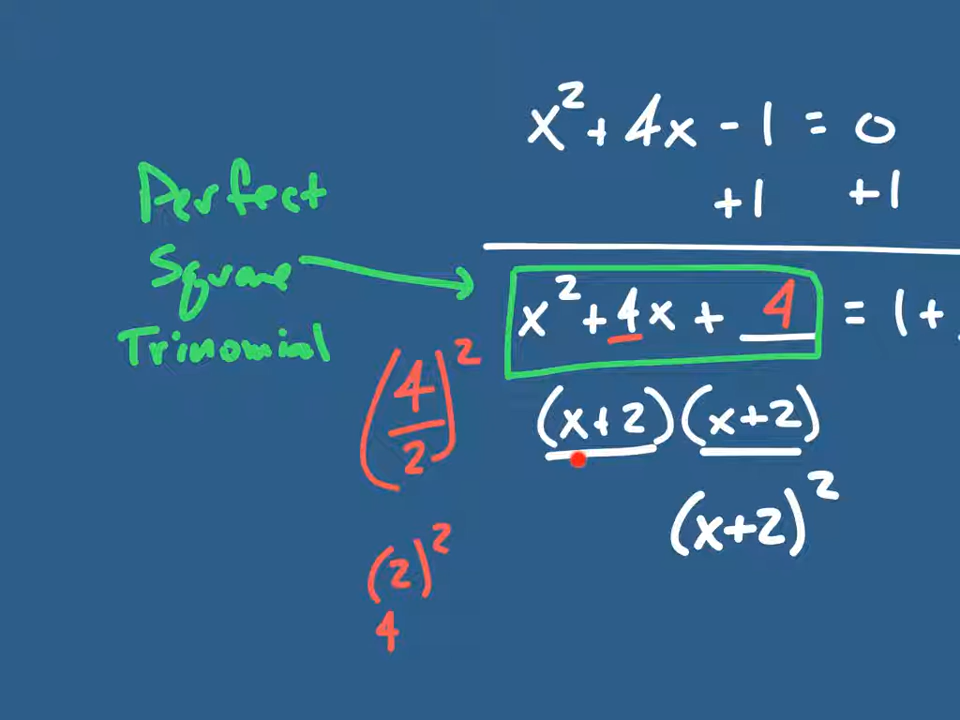 x² + 4x - 1 = 0
+1 +1
Perfect
Square
Trinomial
x² + 4x + 4 = 1 +
(4/2)²
(x+2)(x+2)
(x+2)²
(2)²
4